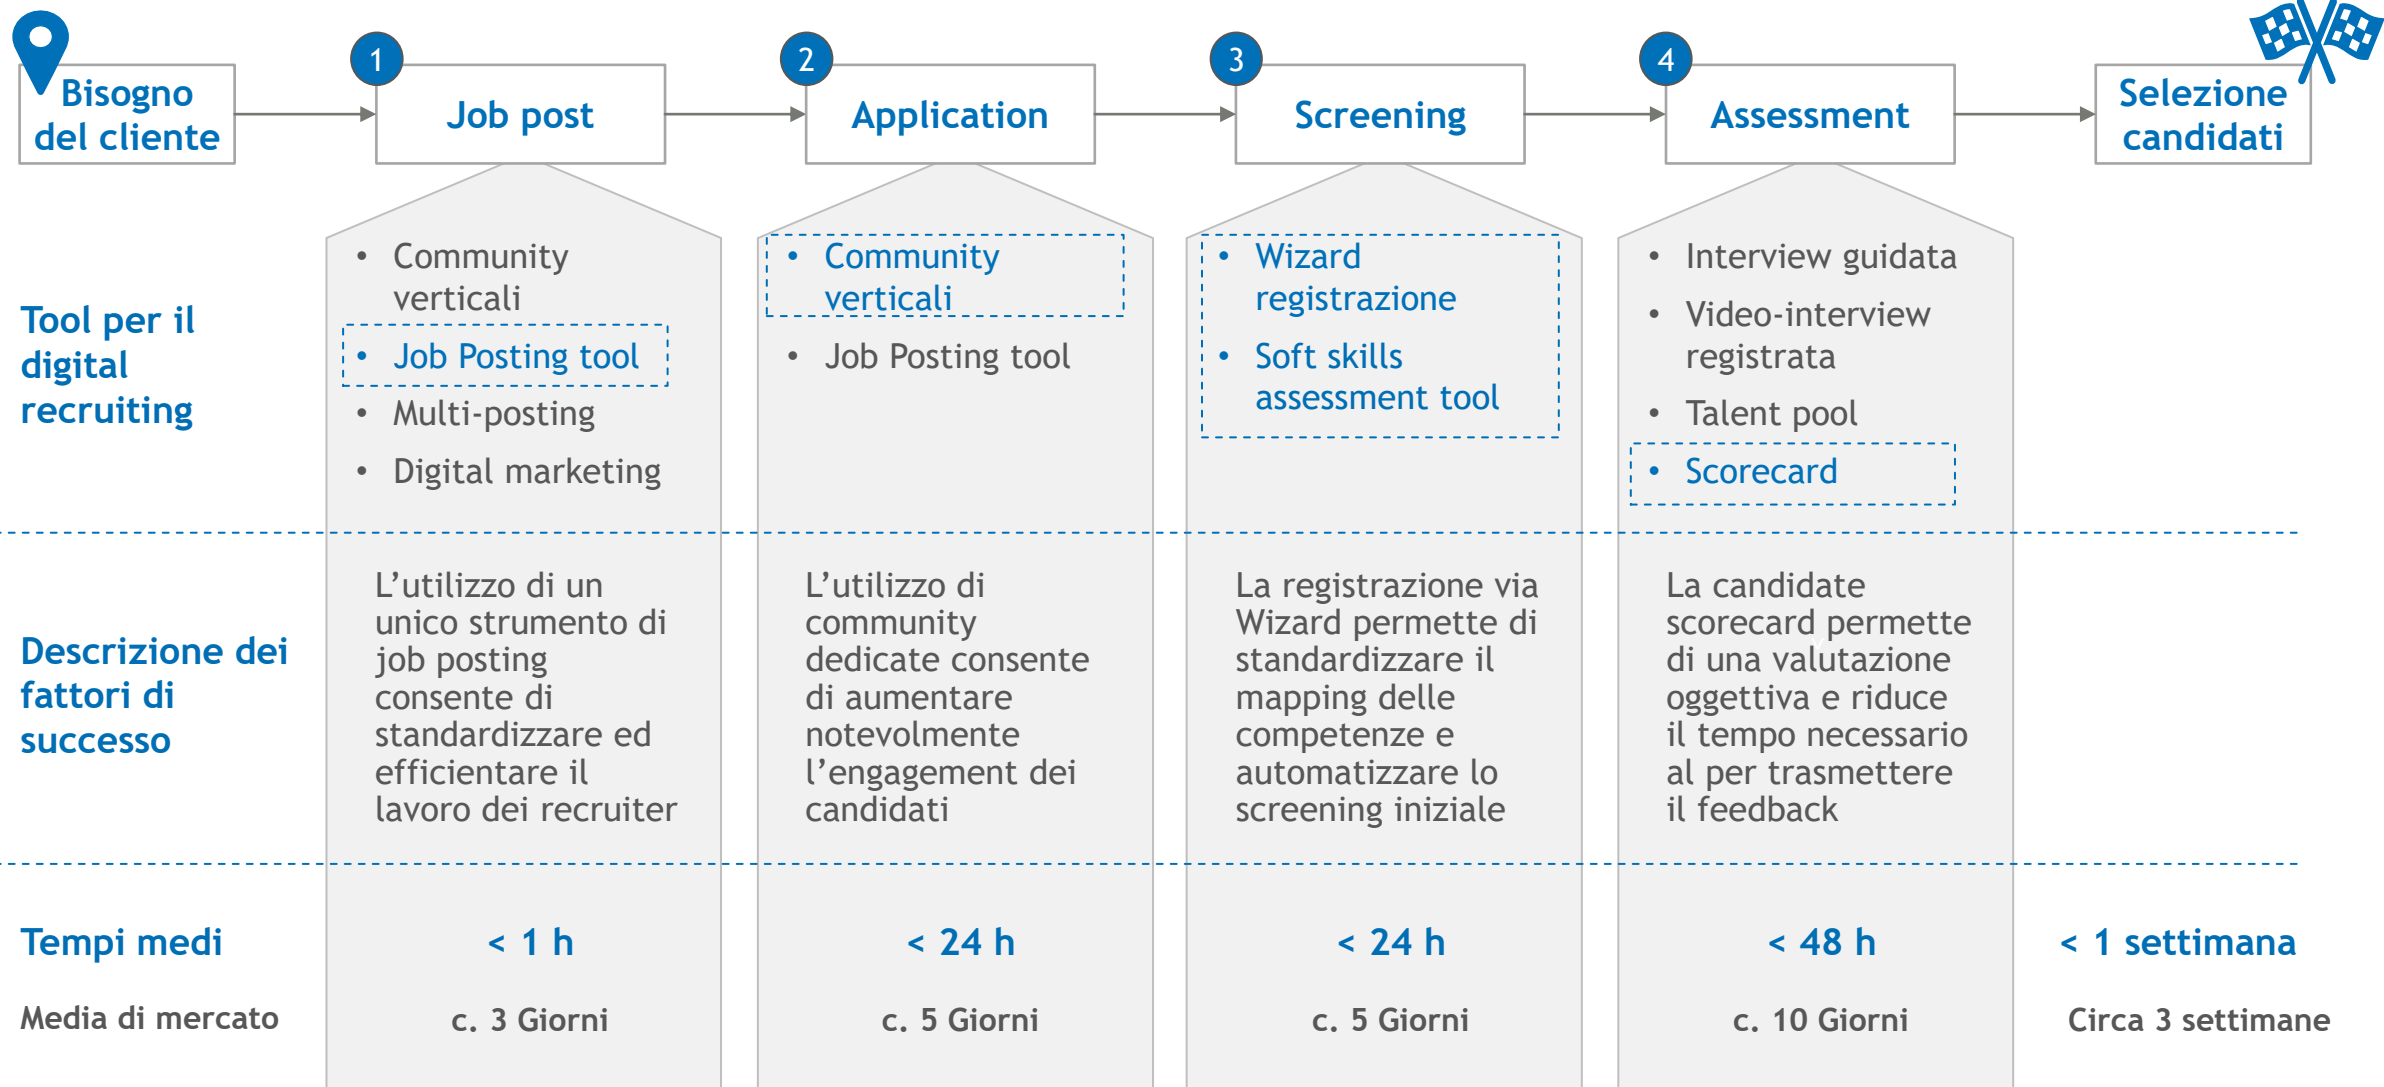 Bisogno
del cliente
1
Job post
2
Application
3
Screening
4
Assessment
Selezione
candidati
Tool per il
digital
recruiting
• Community
verticali
• Job Posting tool
• Multi-posting
• Digital marketing
• Community
verticali
• Job Posting tool
• Wizard
registrazione
• Soft skills
assessment tool
• Interview guidata
• Video-interview
registrata
• Talent pool
• Scorecard
Descrizione dei
fattori di
successo
L’utilizzo di un
unico strumento di
job posting
consente di
standardizzare ed
efficientare il
lavoro dei recruiter
L’utilizzo di
community
dedicate consente
di aumentare
notevolmente
l’engagement dei
candidati
La registrazione via
Wizard permette di
standardizzare il
mapping delle
competenze e
automatizzare lo
screening iniziale
La candidate
scorecard permette
di una valutazione
oggettiva e riduce
il tempo necessario
al per trasmettere
il feedback
Tempi medi
< 1 h
< 24 h
< 24 h
< 48 h
< 1 settimana
Media di mercato
c. 3 Giorni
c. 5 Giorni
c. 5 Giorni
c. 10 Giorni
Circa 3 settimane